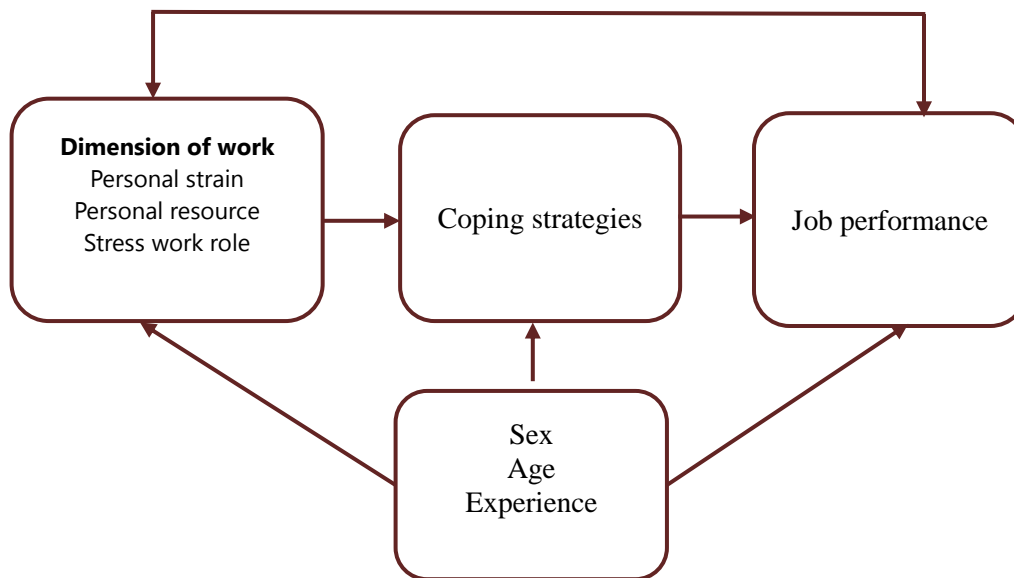 Dimension of work
Personal strain
Personal resource
Stress work role
Coping strategies
Job performance
Sex
Age
Experience